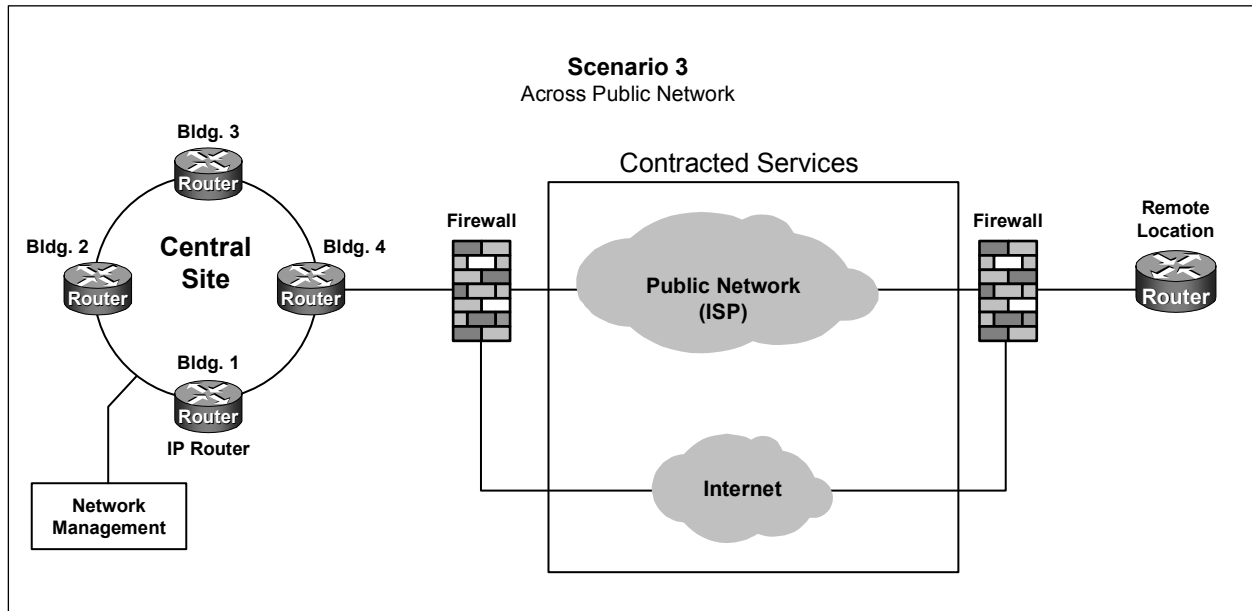 Scenario 3
Across Public Network
Bldg. 3
Router
Contracted Services
Bldg. 2
Router
Central
Site
Bldg. 4
Router
Firewall
Public Network
(ISP)
Firewall
Remote
Location
Router
Bldg. 1
Router
IP Router
Network
Management
Internet